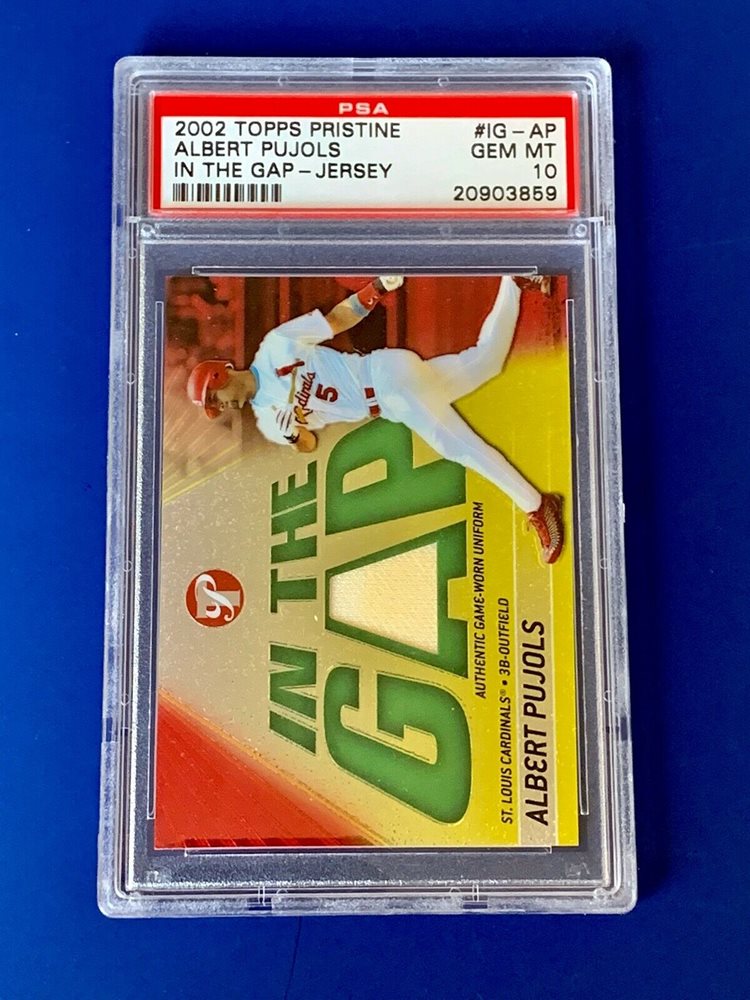 PSA
2002 TOPPS PRISTINE #IG-AP
ALBERT PUJOLS GEM MT
IN THE GAP-JERSEY 10
20903859
Cardinals
5
IN THE
GAP
AUTHENTIC GAME-WORN UNIFORM
ST. LOUIS CARDINALS® • 3B-OUTFIELD
ALBERT PUJOLS